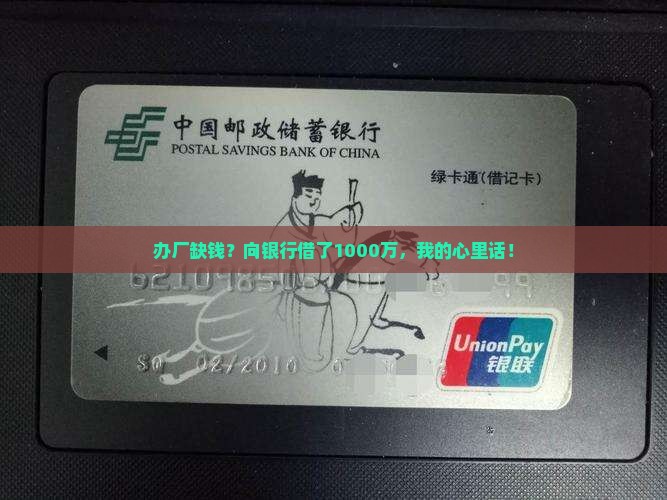 中国邮政储蓄银行
POSTAL SAVINGS BANK OF CHINA
绿卡通(借记卡)
办厂缺钱？向银行借了1000万，我的心里话！
UnionPay
银联
02/2010